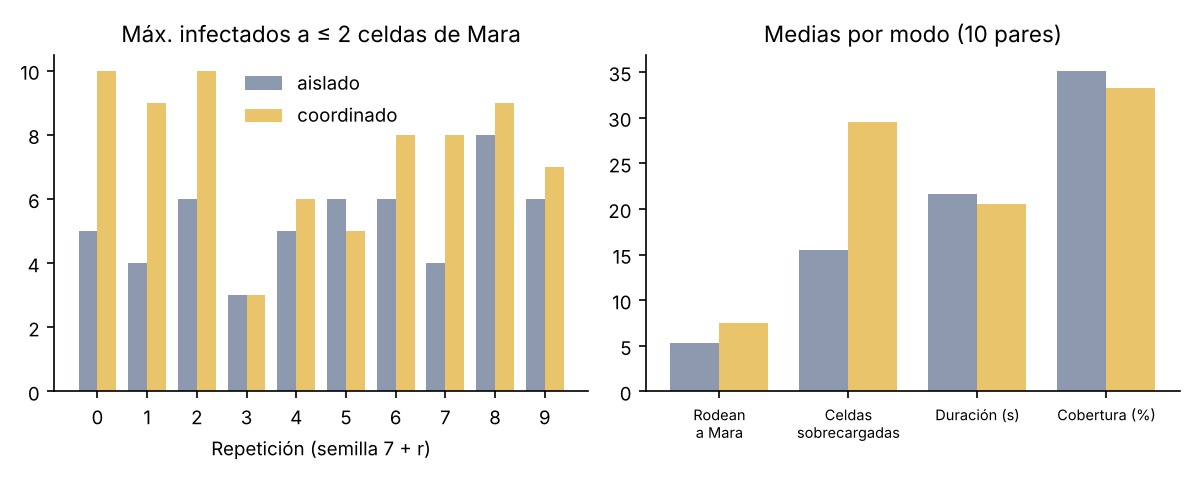 Máx. infectados a ≤ 2 celdas de Mara
10
8
6
4
2
0
aislado
coordinado
0 1 2 3 4 5 6 7 8 9
Repetición (semilla 7 + r)
Medias por modo (10 pares)
35
30
25
20
15
10
5
0
Rodean
a Mara
Celdas
sobrecargadas
Duración (s)
Cobertura (%)